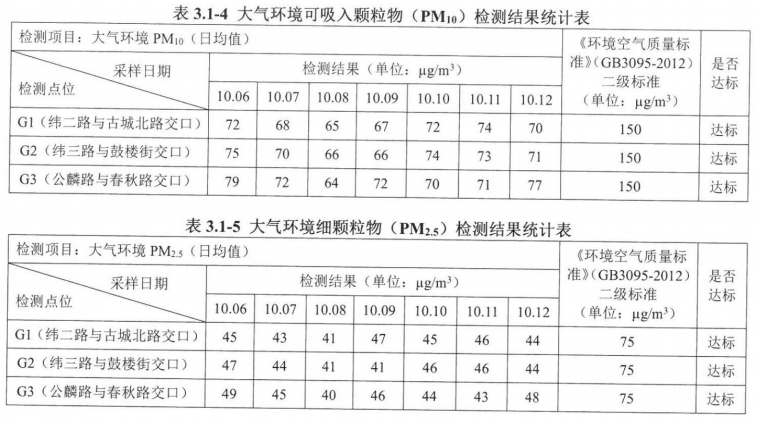 表 3.1-4 大气环境可吸入颗粒物（PM10）检测结果统计表
检测项目：大气环境 PM10（日均值） 《环境空气质量标准》（GB3095-2012）二级标准（单位：μg/m³） 是否达标
采样日期 检测结果（单位：μg/m³）
检测点位 10.06 10.07 10.08 10.09 10.10 10.11 10.12
G1（纬二路与古城北路交口） 72 68 65 67 72 74 70 150 达标
G2（纬三路与鼓楼街交口） 75 70 66 66 74 73 71 150 达标
G3（公麟路与春秋路交口） 79 72 64 72 70 71 77 150 达标
表 3.1-5 大气环境细颗粒物（PM2.5）检测结果统计表
检测项目：大气环境 PM2.5（日均值） 《环境空气质量标准》（GB3095-2012）二级标准（单位：μg/m³） 是否达标
采样日期 检测结果（单位：μg/m³）
检测点位 10.06 10.07 10.08 10.09 10.10 10.11 10.12
G1（纬二路与古城北路交口） 45 43 41 47 45 46 44 75 达标
G2（纬三路与鼓楼街交口） 47 44 41 41 46 46 44 75 达标
G3（公麟路与春秋路交口） 49 45 40 46 44 43 48 75 达标